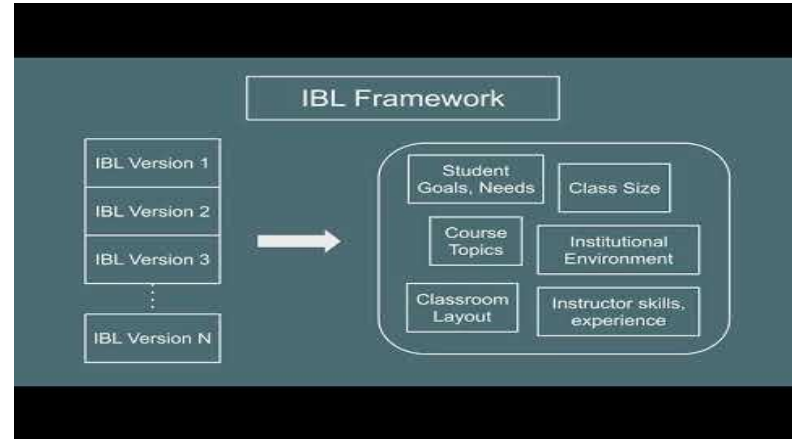 IBL Framework
IBL Version 1
IBL Version 2
IBL Version 3
IBL Version N
Student
Goals, Needs
Class Size
Course
Topics
Institutional
Environment
Classroom
Layout
Instructor skills,
experience